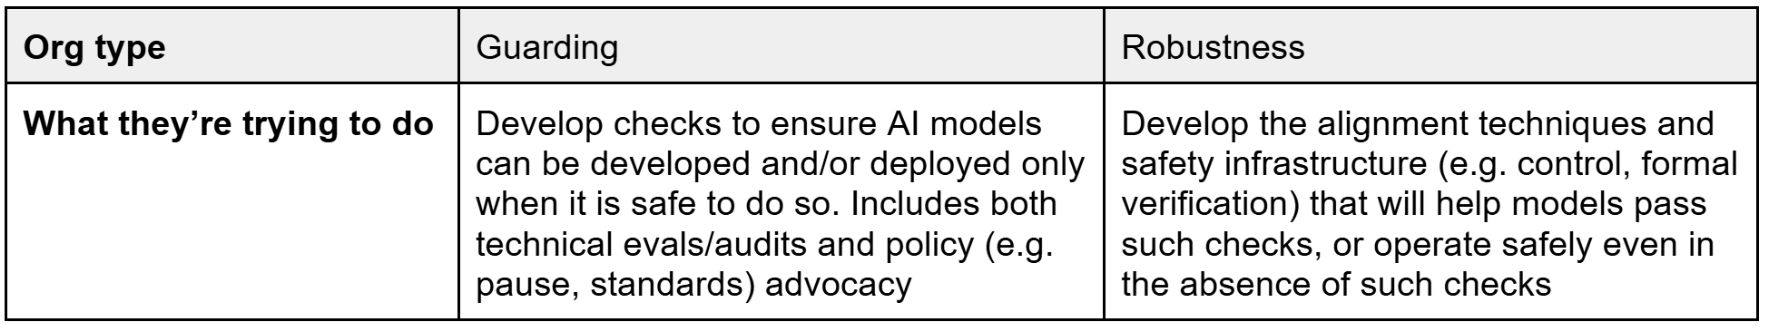 Org type
Guarding
Robustness
What they’re trying to do
Develop checks to ensure AI models
can be developed and/or deployed only
when it is safe to do so. Includes both
technical evals/audits and policy (e.g.
pause, standards) advocacy
Develop the alignment techniques and
safety infrastructure (e.g. control, formal
verification) that will help models pass
such checks, or operate safely even in
the absence of such checks